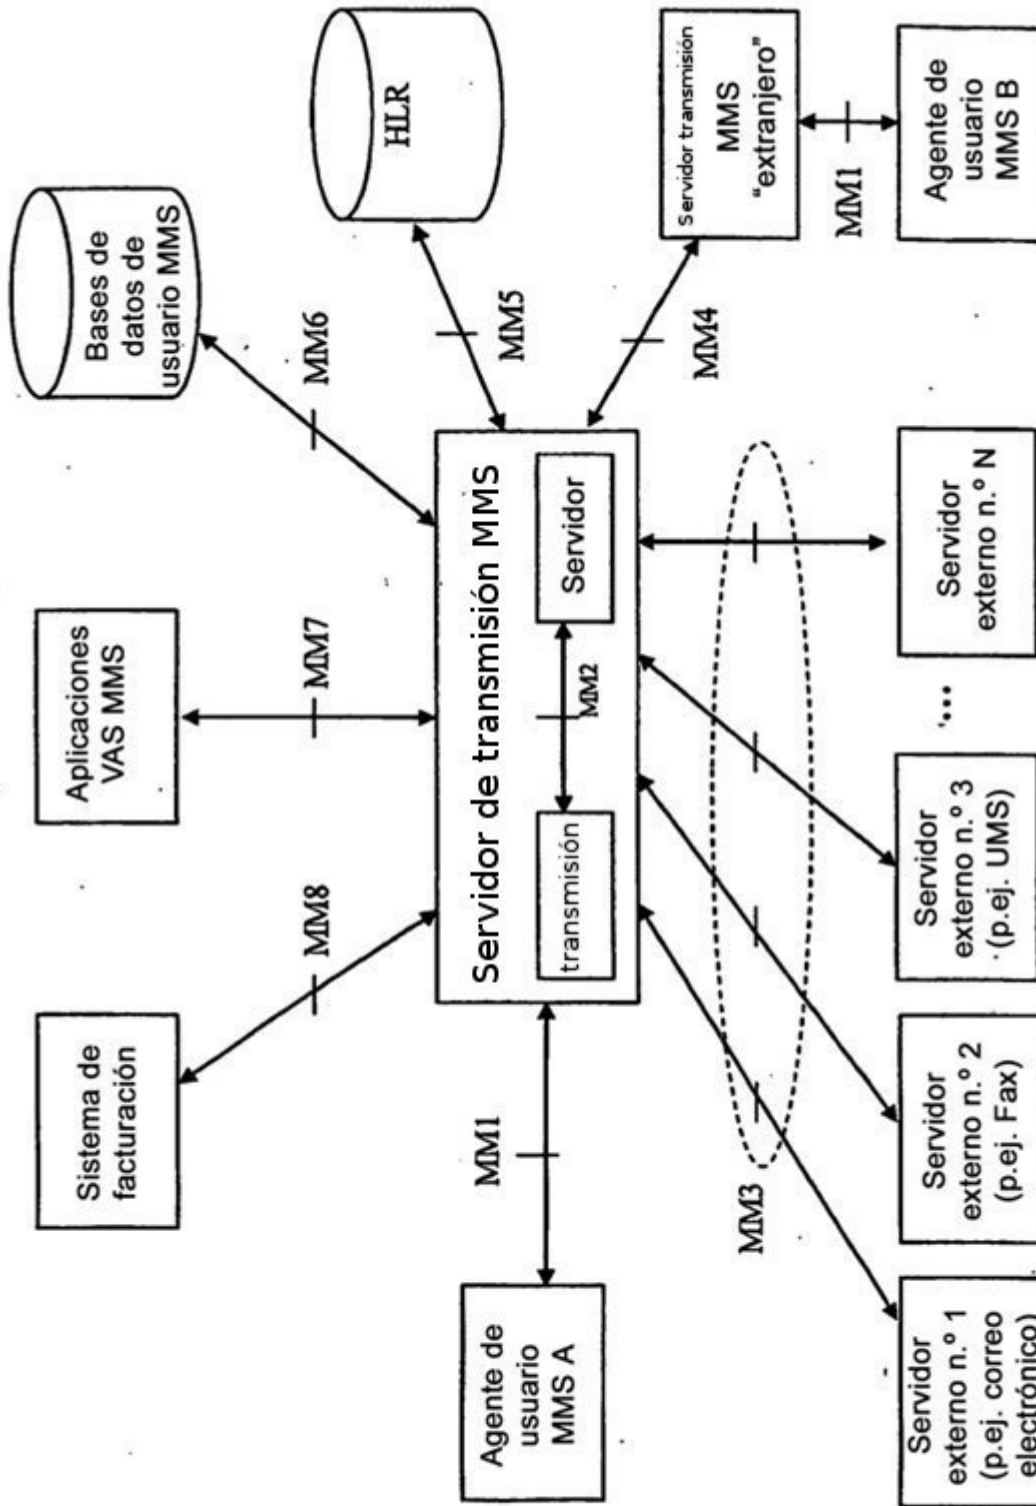 Sistema de
facturación
Aplicaciones
VAS MMS
Bases de
datos de
usuario MMS
HLR
MM8
MM7
MM6
MM5
Agente de
usuario
MMS A
MM1
Servidor de transmisión MMS
transmisión
MM2
Servidor
MM4
Servidor transmisión
MMS
“extranjero”
MM1
Agente de
usuario
MMS B
MM3
Servidor
externo n.º 1
(p.ej. correo
electrónico)
Servidor
externo n.º 2
(p.ej. Fax)
Servidor
externo n.º 3
(p.ej. UMS)
....
Servidor
externo n.º N